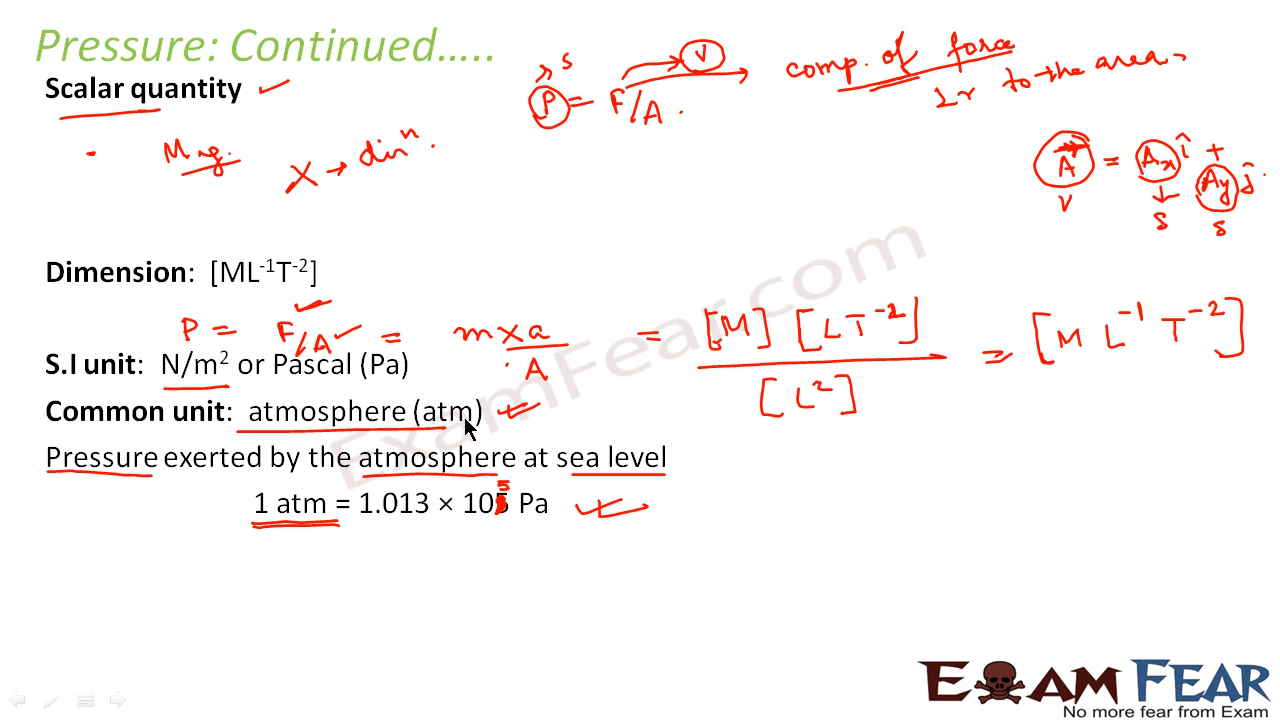 Pressure: Continued.....
Scalar quantity ✓
P = F/A . s V
comp. of force
⊥r to the area.
• Mag. X → dirⁿ.
A⃗ = Aₓ î + Ay ĵ
V S S
Dimension: [ML⁻¹T⁻²]
P = F/A = m×a / A = [M] [LT⁻²] / [L²] = [M L⁻¹ T⁻²]
S.I unit: N/m² or Pascal (Pa)
Common unit: atmosphere (atm)
Pressure exerted by the atmosphere at sea level
1 atm = 1.013 × 10⁵ Pa
ExamFear.com
EXAM FEAR
No more fear from Exam